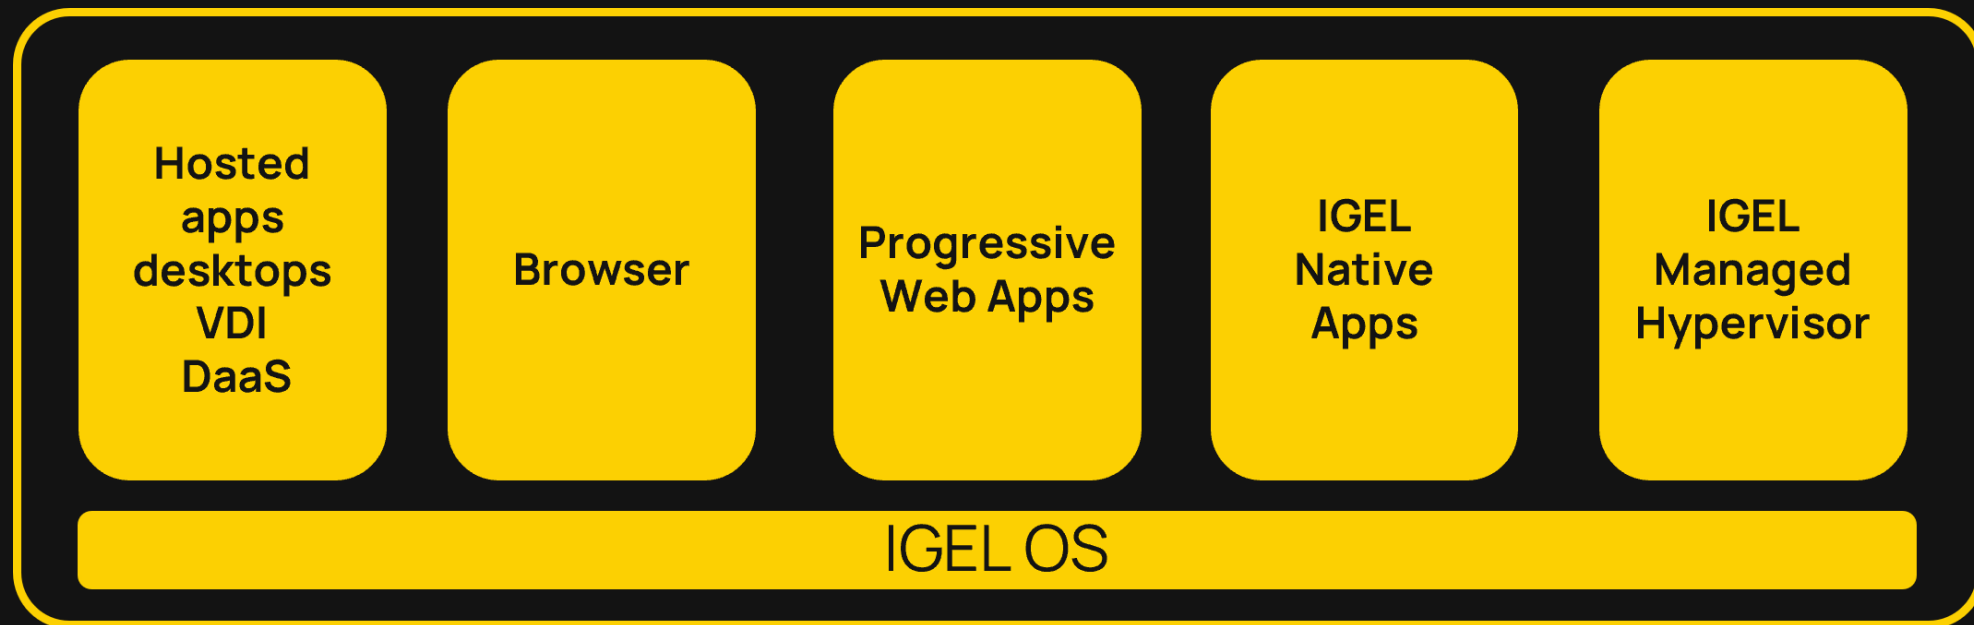 Hosted
apps
desktops
VDI
DaaS
Browser
Progressive
Web Apps
IGEL
Native
Apps
IGEL
Managed
Hypervisor
IGEL OS